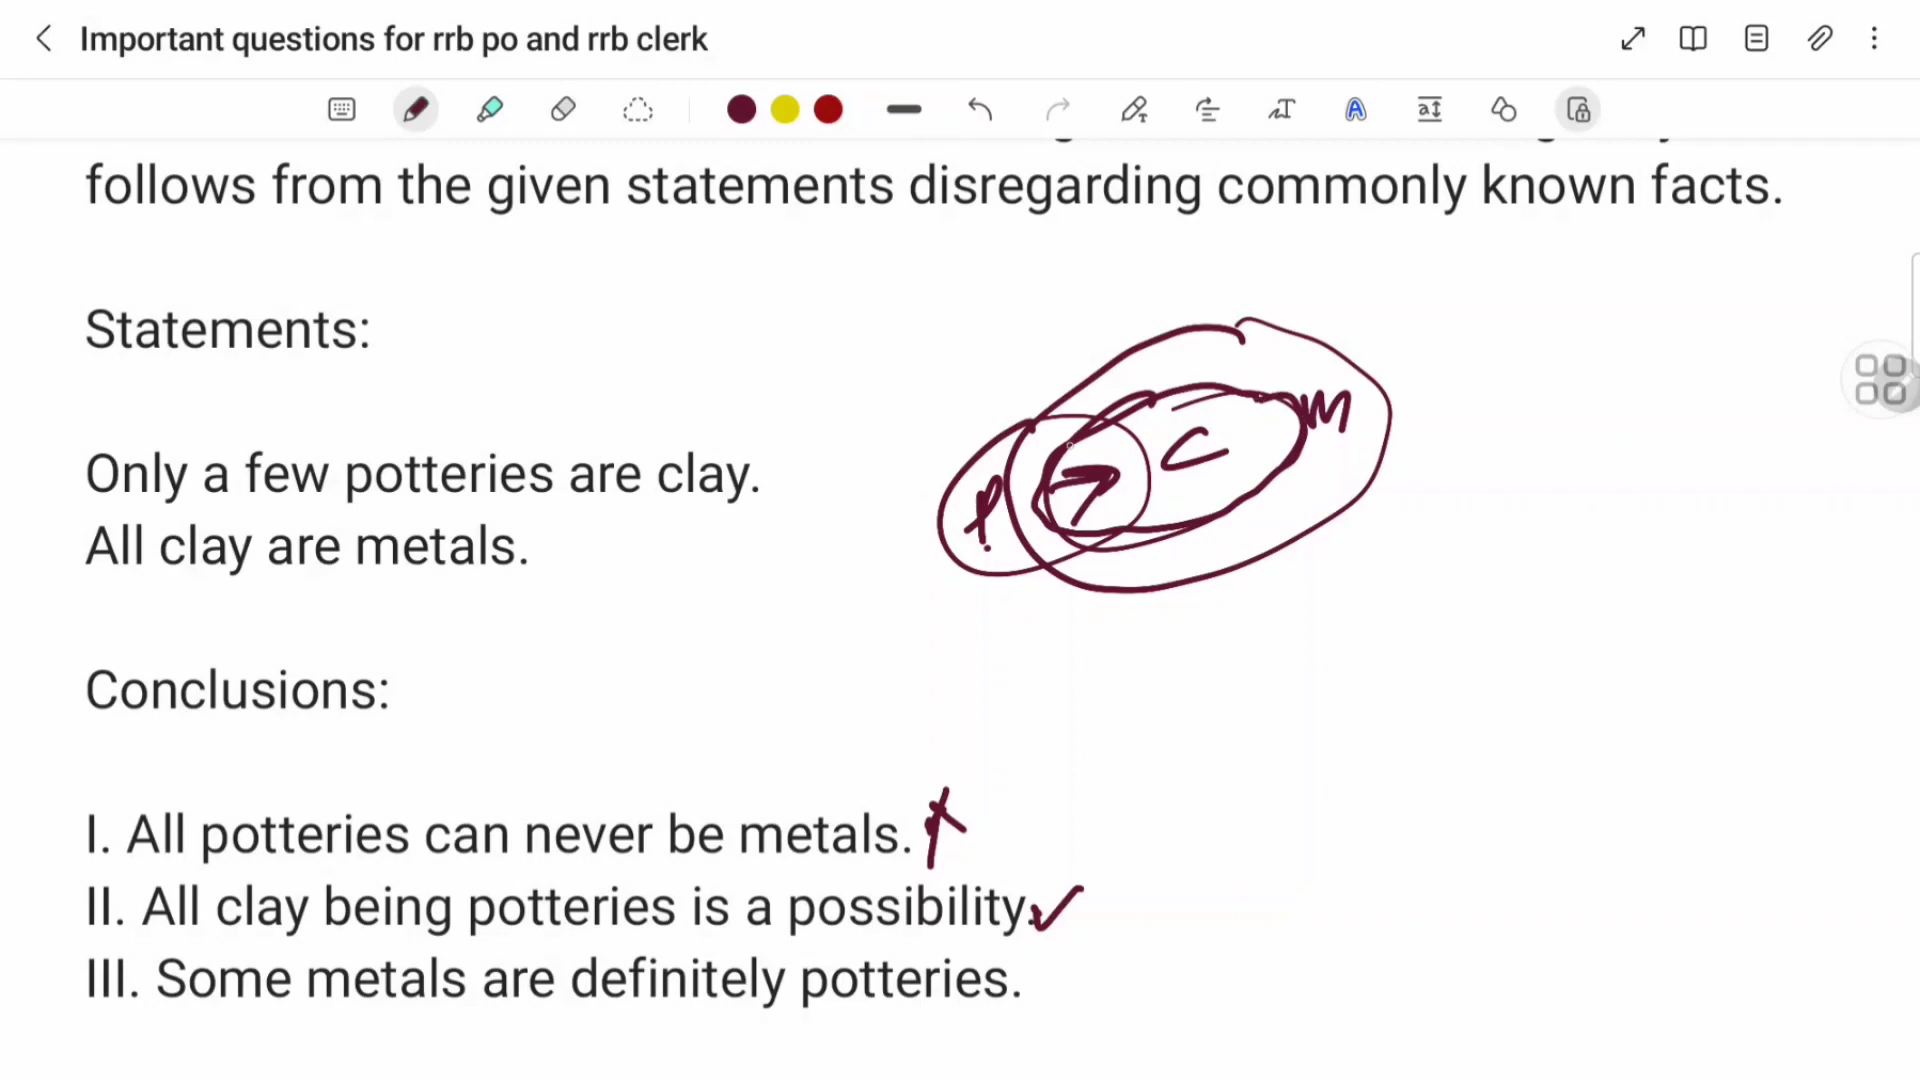 Important questions for rrb po and rrb clerk
follows from the given statements disregarding commonly known facts.
Statements:
Only a few potteries are clay.
All clay are metals.
P
C
M
Conclusions:
I. All potteries can never be metals.
II. All clay being potteries is a possibility.
III. Some metals are definitely potteries.